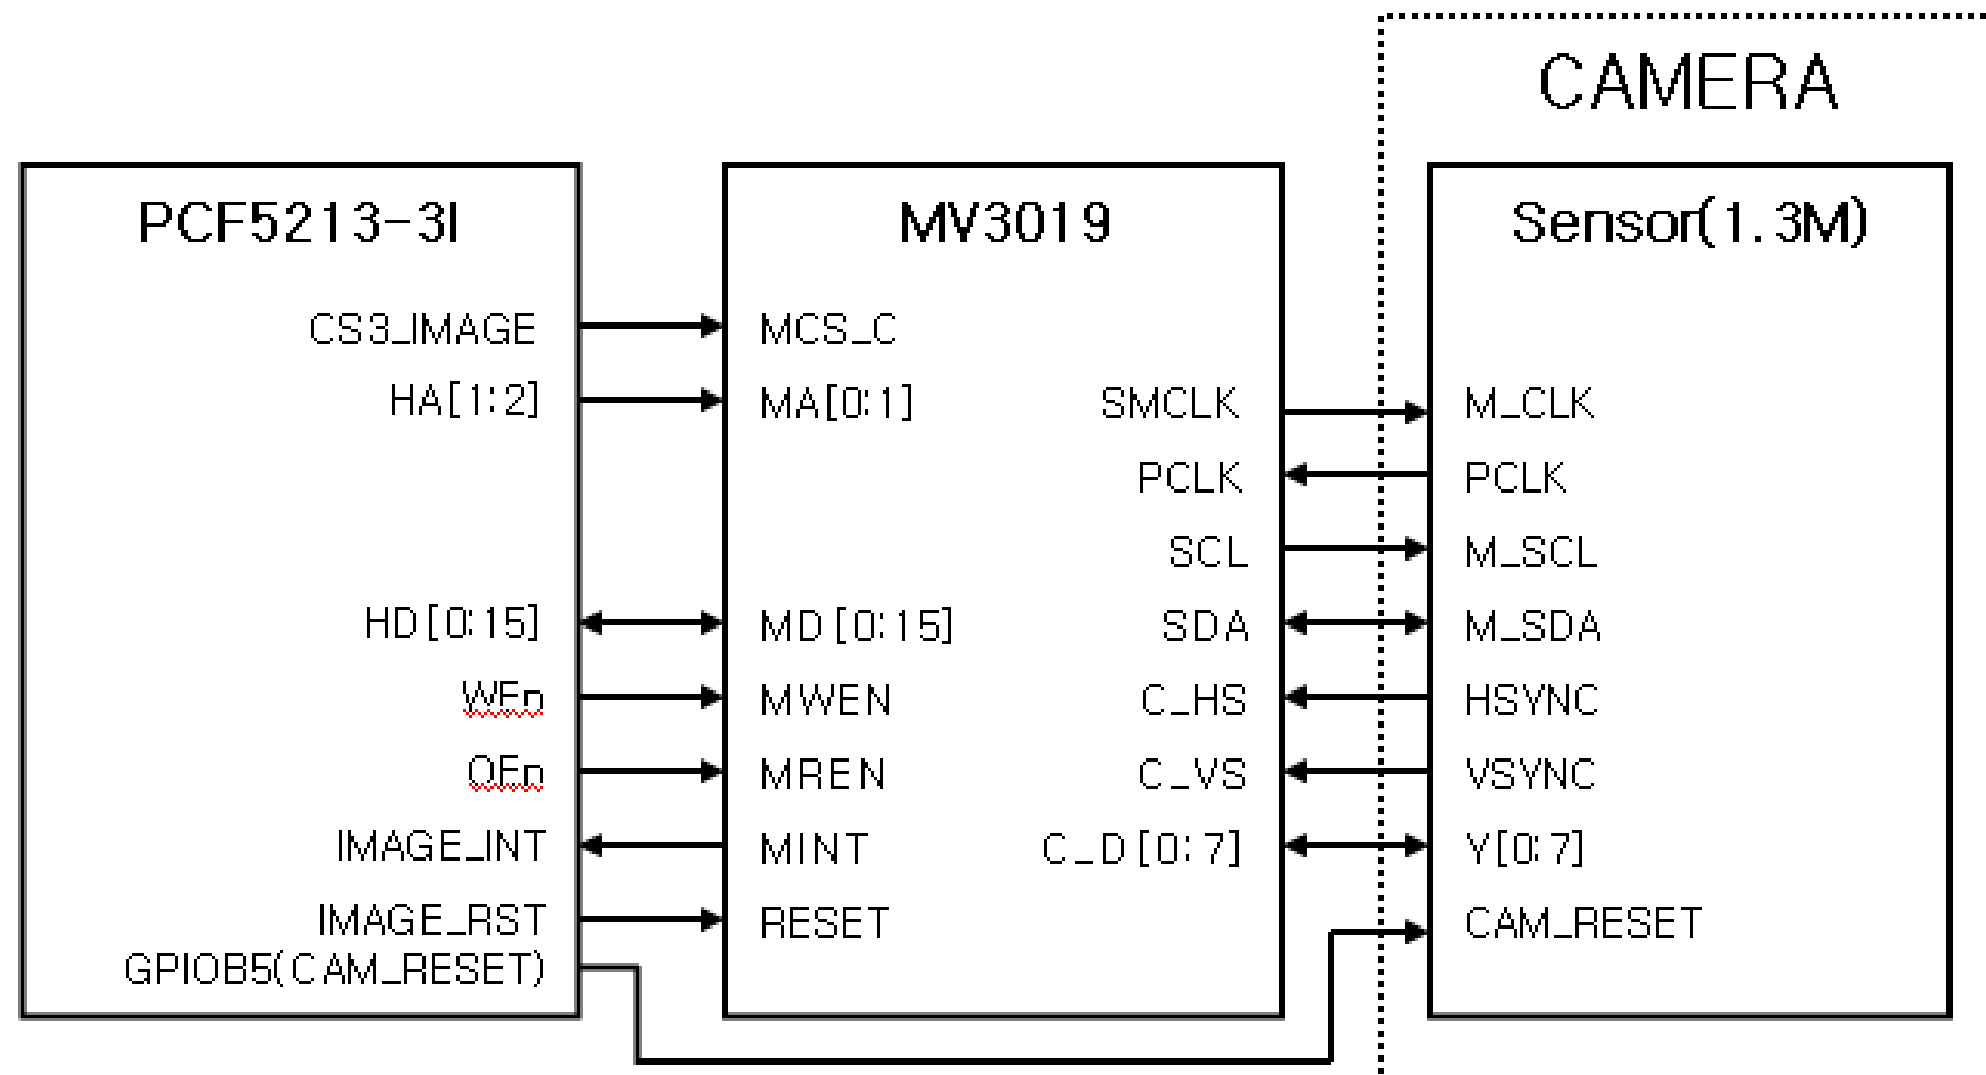 CAMERA
PCF5213-3I
CS3_IMAGE
HA[1:2]
HD[0:15]
WEn
OEn
IMAGE_INT
IMAGE_RST
GPIOB5(CAM_RESET)
MV3019
MCS_C
MA[0:1] SMCLK
PCLK
SCL
MD[0:15] SDA
MWEN C_HS
MREN C_VS
MINT C_D[0:7]
RESET
Sensor(1.3M)
M_CLK
PCLK
M_SCL
M_SDA
HSYNC
VSYNC
Y[0:7]
CAM_RESET